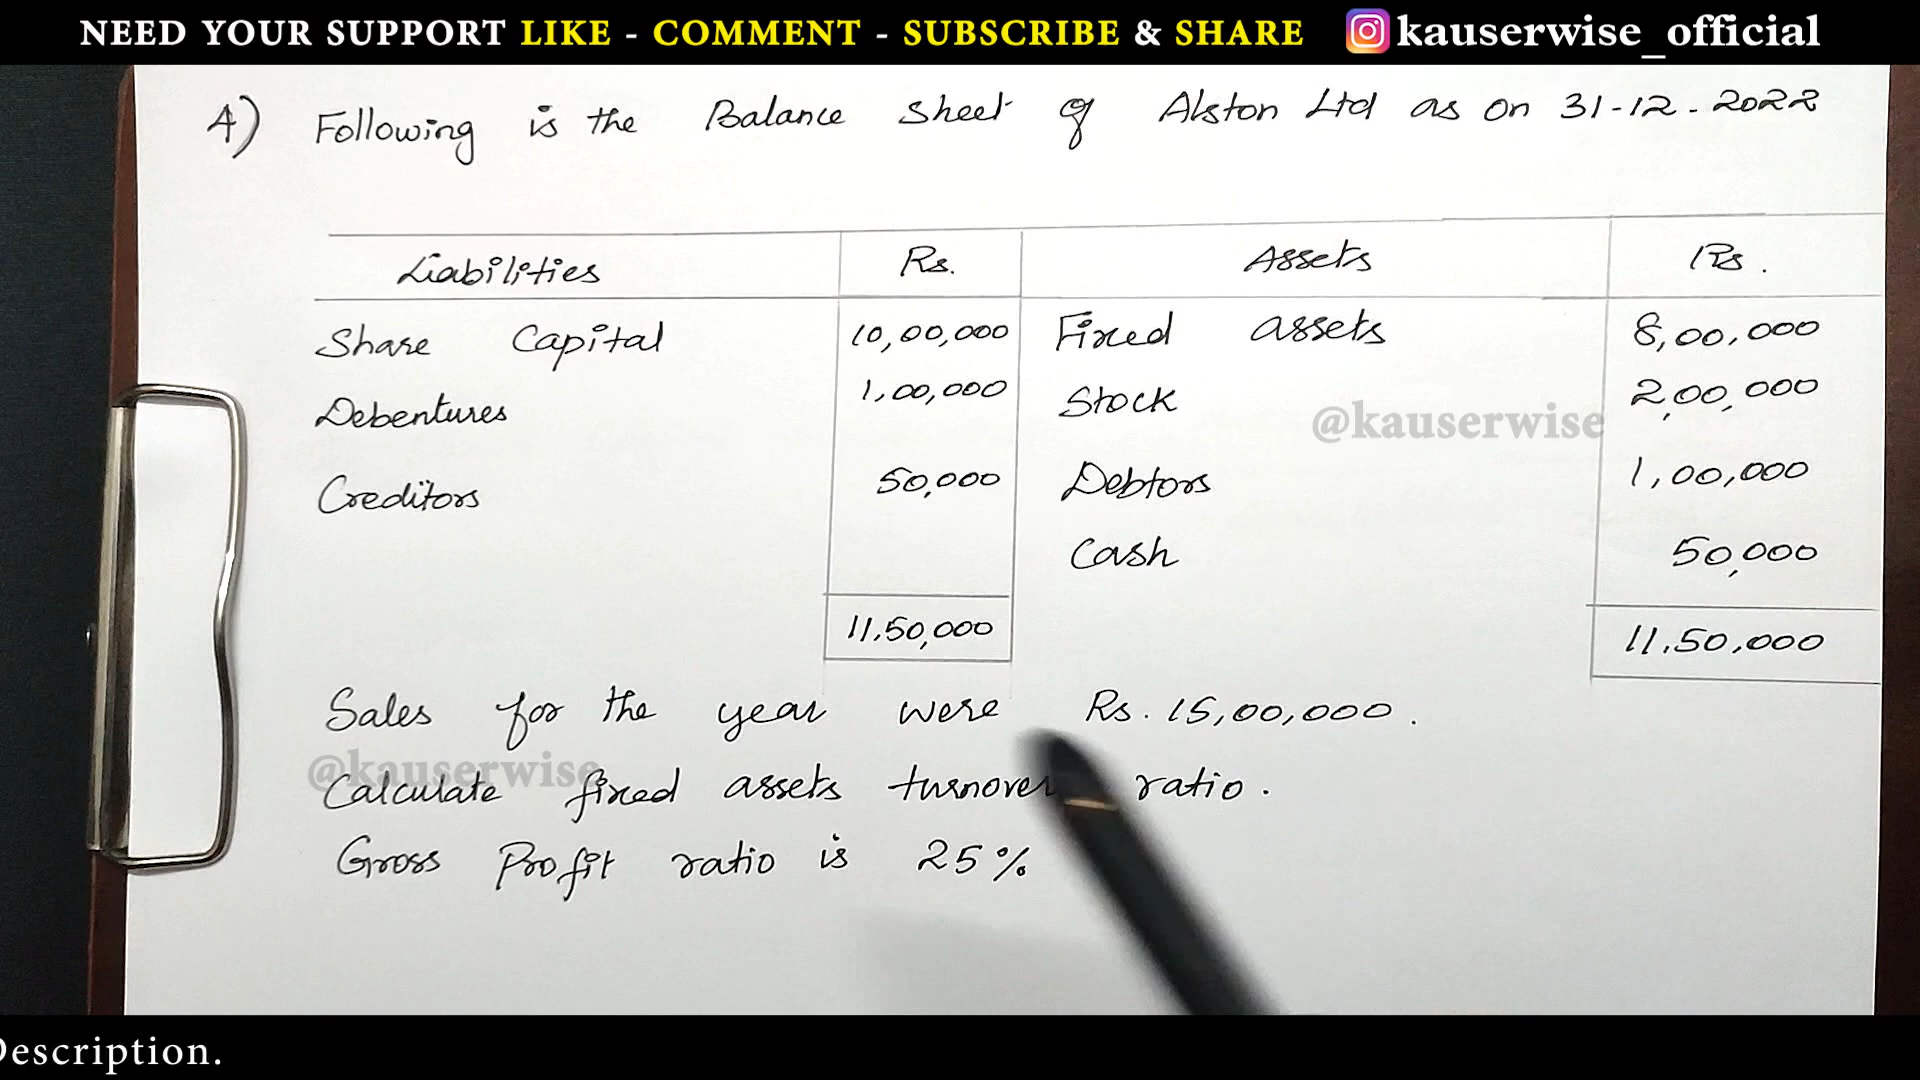 NEED YOUR SUPPORT LIKE - COMMENT - SUBSCRIBE & SHARE kauserwise_official
4) Following is the Balance Sheet of Alston Ltd as on 31-12-2022
Liabilities Rs. Assets Rs.
Share Capital 10,00,000 Fixed assets 8,00,000
Debentures 1,00,000 Stock 2,00,000
@kauserwise
Creditors 50,000 Debtors 1,00,000
Cash 50,000
11,50,000 11,50,000
Sales for the year were Rs. 15,00,000.
@kauserwise
Calculate fixed assets turnover ratio.
Gross Profit ratio is 25%
Description.